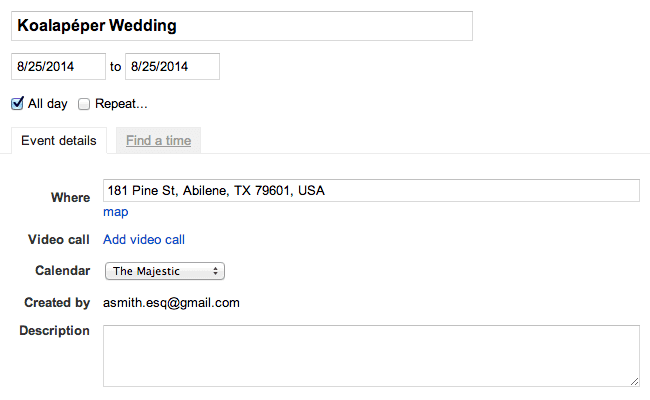 Koalapéper Wedding
8/25/2014 to 8/25/2014
All day Repeat...
Event details Find a time
Where 181 Pine St, Abilene, TX 79601, USA
map
Video call Add video call
Calendar The Majestic
Created by asmith.esq@gmail.com
Description